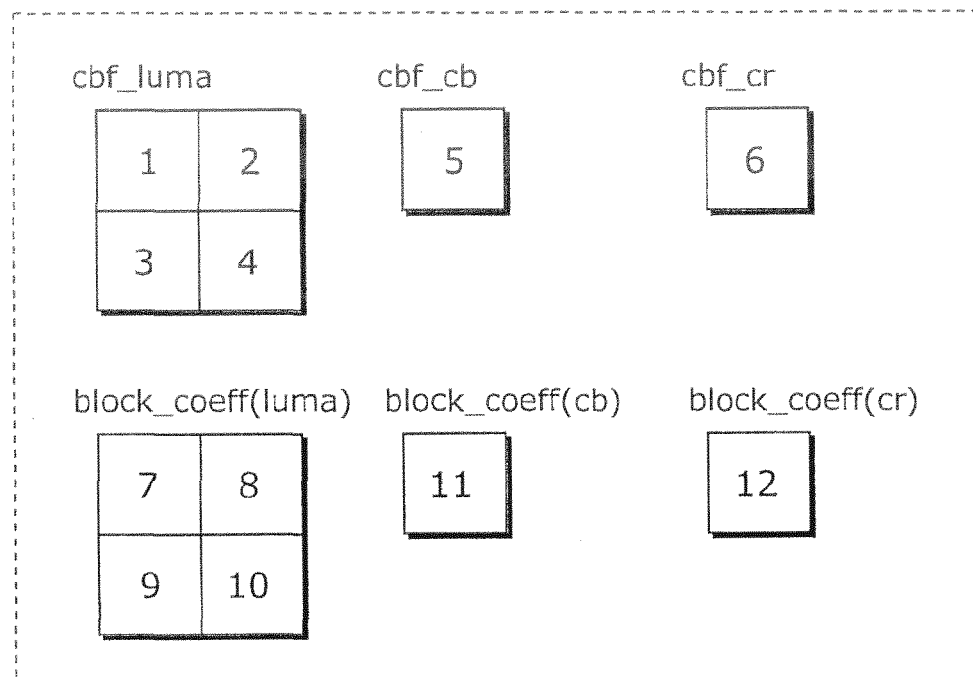 cbf_luma cbf_cb cbf_cr
1 2 5 6
3 4
block_coeff(luma) block_coeff(cb) block_coeff(cr)
7 8 11 12
9 10